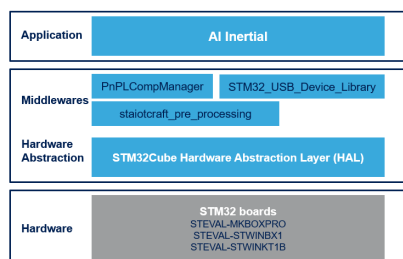 Application
AI Inertial
Middlewares
PnPLCompManager
STM32_USB_Device_Library
staiotcraft_pre_processing
Hardware
Abstraction
STM32Cube Hardware Abstraction Layer (HAL)
Hardware
STM32 boards
STEVAL-MKBOXPRO
STEVAL-STWINBX1
STEVAL-STWINKT1B